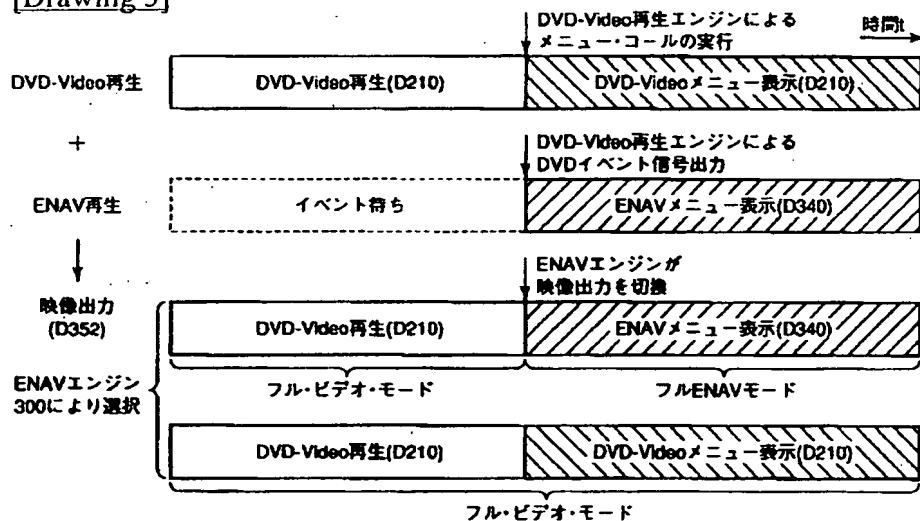 [Drawing 5]
DVD-Video再生エンジンによる
メニュー・コールの実行
時間t
DVD-Video再生
DVD-Video再生(D210)
DVD-Videoメニュー表示(D210)
+
DVD-Video再生エンジンによる
DVDイベント信号出力
ENAV再生
イベント待ち
ENAVメニュー表示(D340)
ENAVエンジンが
映像出力を切換
映像出力
(D352)
DVD-Video再生(D210)
ENAVメニュー表示(D340)
ENAVエンジン
300により選択
フル・ビデオ・モード
フルENAVモード
DVD-Video再生(D210)
DVD-Videoメニュー表示(D210)
フル・ビデオ・モード